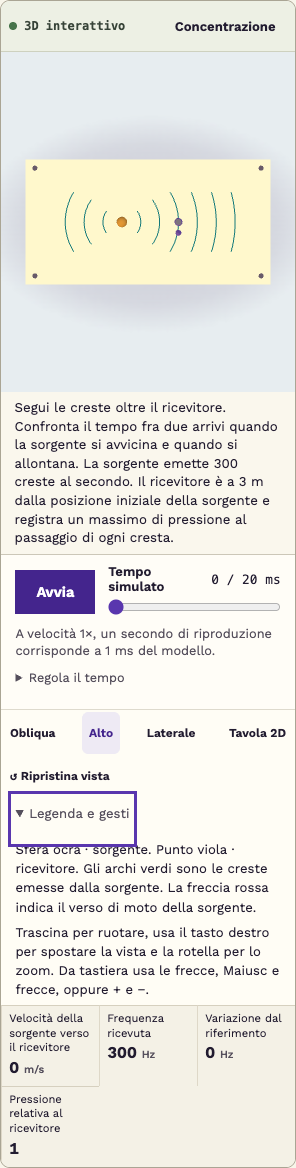 3D interattivo
Concentrazione
Segui le creste oltre il ricevitore.
Confronta il tempo fra due arrivi quando
la sorgente si avvicina e quando si
allontana. La sorgente emette 300
creste al secondo. Il ricevitore è a 3 m
dalla posizione iniziale della sorgente e
registra un massimo di pressione al
passaggio di ogni cresta.
Avvia
Tempo
simulato
0 / 20 ms
A velocità 1×, un secondo di riproduzione
corrisponde a 1 ms del modello.
▶ Regola il tempo
Obliqua Alto Laterale Tavola 2D
↺ Ripristina vista
▼ Legenda e gesti
Sfera ocra · sorgente. Punto viola ·
ricevitore. Gli archi verdi sono le creste
emesse dalla sorgente. La freccia rossa
indica il verso di moto della sorgente.
Trascina per ruotare, usa il tasto destro
per spostare la vista e la rotella per lo
zoom. Da tastiera usa le frecce, Maiusc e
frecce, oppure + e −.
Velocità della
sorgente verso
il ricevitore
0 m/s
Frequenza
ricevuta
300 Hz
Variazione dal
riferimento
0 Hz
Pressione
relativa al
ricevitore
1